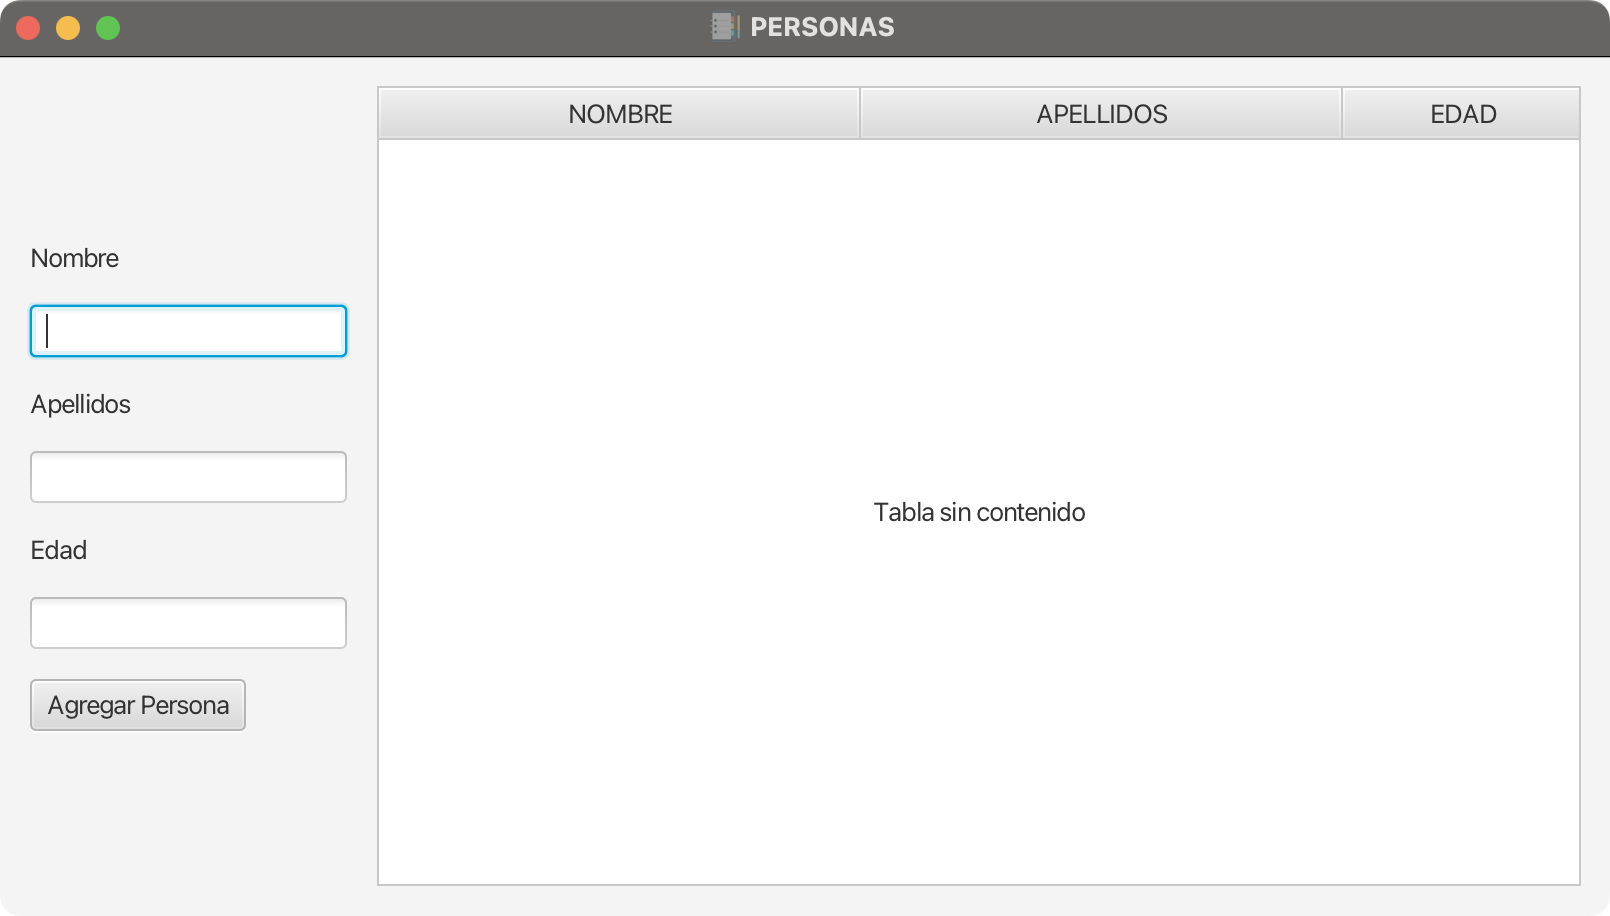 PERSONAS
NOMBRE APELLIDOS EDAD
Nombre
Apellidos
Edad
Agregar Persona
Tabla sin contenido